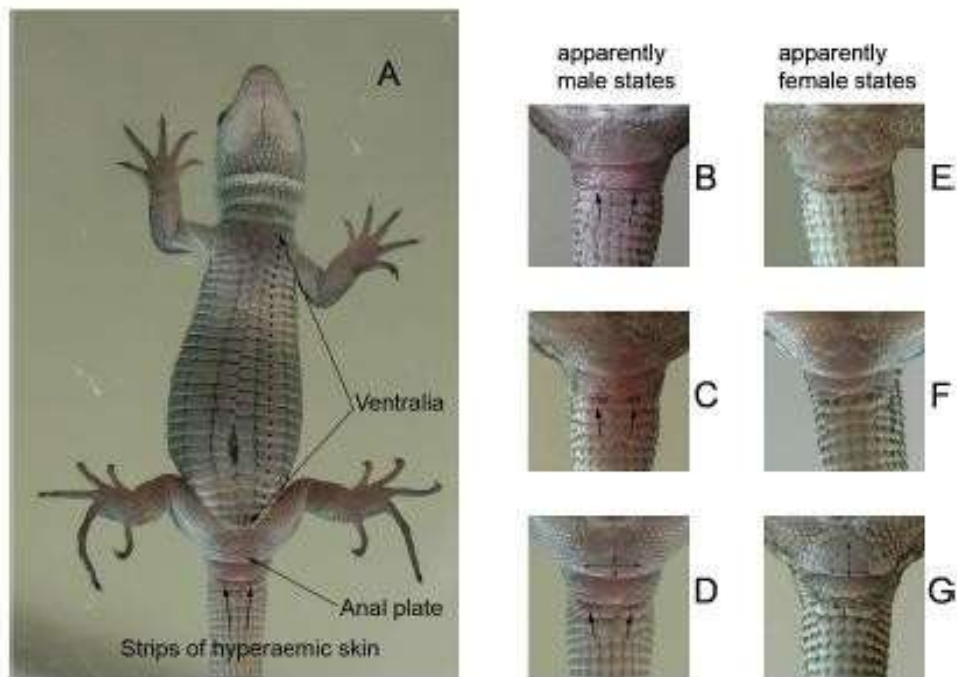 A
Ventralia
Anal plate
Strips of hyperaemic skin
apparently
male states
apparently
female states
B
E
C
F
D
G